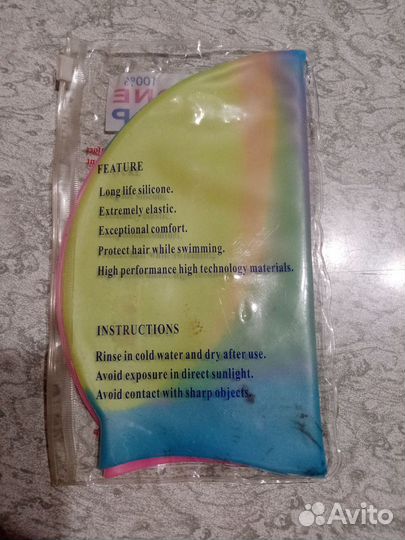 100%
FEATURE
Long life silicone.
Extremely elastic.
Exceptional comfort.
Protect hair while swimming.
High performance high technology materials.
INSTRUCTIONS
Rinse in cold water and dry after use.
Avoid exposure in direct sunlight.
Avoid contact with sharp objects.
Avito